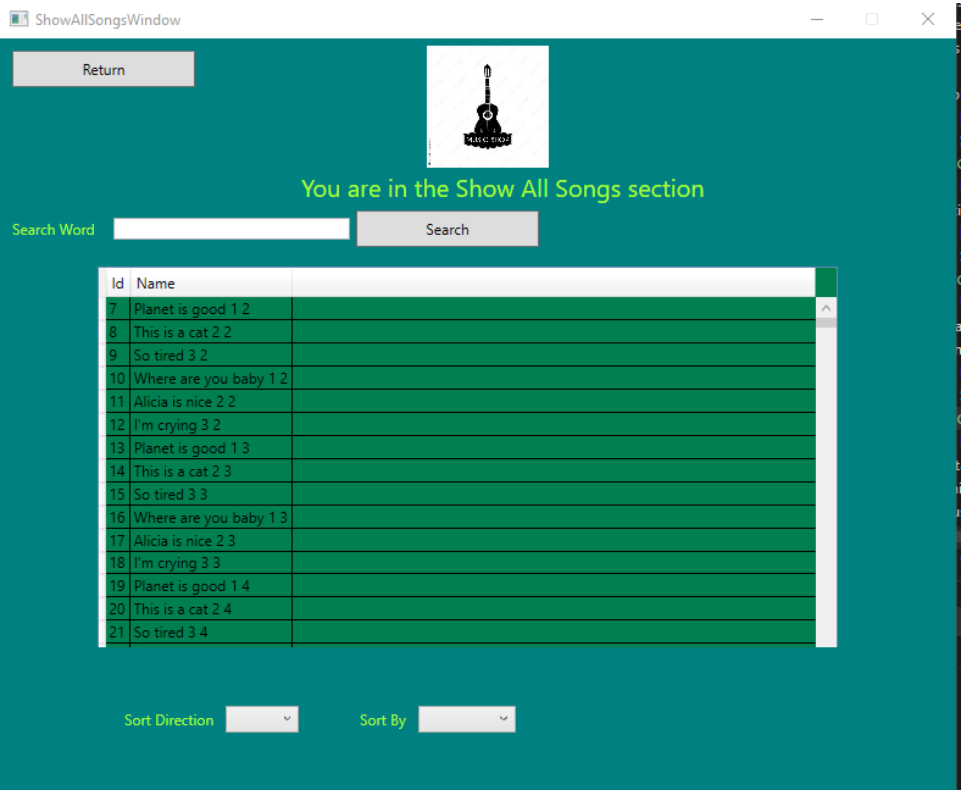 ShowAllSongsWindow
Return
MUSIC SHOP
You are in the Show All Songs section
Search Word Search
Id Name
7 Planet is good 1 2
8 This is a cat 2 2
9 So tired 3 2
10 Where are you baby 1 2
11 Alicia is nice 2 2
12 I'm crying 3 2
13 Planet is good 1 3
14 This is a cat 2 3
15 So tired 3 3
16 Where are you baby 1 3
17 Alicia is nice 2 3
18 I'm crying 3 3
19 Planet is good 1 4
20 This is a cat 2 4
21 So tired 3 4
Sort Direction Sort By